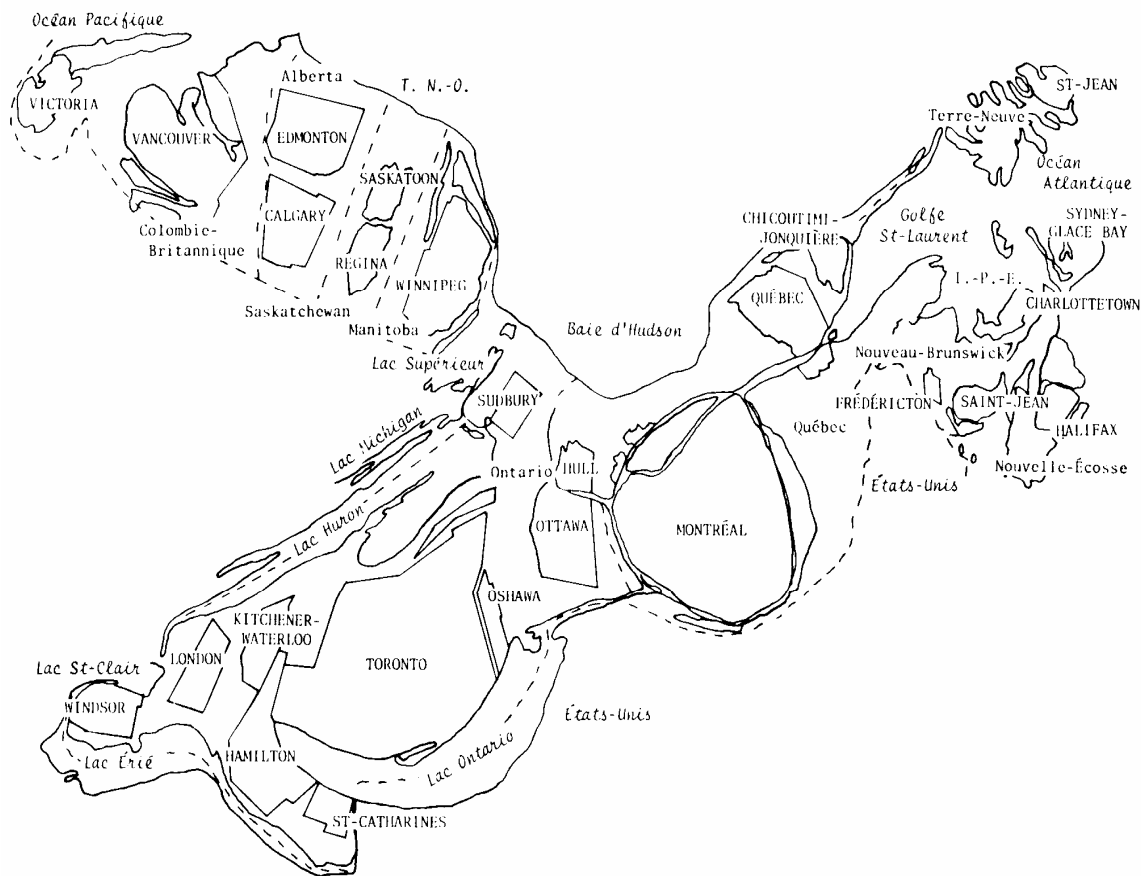 Océan Pacifique
VICTORIA
VANCOUVER
Colombie-
Britannique
Alberta
EDMONTON
CALGARY
T. N.-O.
SASKATOON
REGINA
Saskatchewan
WINNIPEG
Manitoba
Lac Supérieur
Baie d'Hudson
SUDBURY
Lac Michigan
Lac Huron
Ontario
HULL
OTTAWA
MONTRÉAL
Québec
QUÉBEC
CHICOUTIMI-
JONQUIÈRE
Golfe
St-Laurent
Terre-Neuve
ST-JEAN
Océan
Atlantique
SYDNEY-
GLACE BAY
I.-P.-E.
CHARLOTTETOWN
Nouveau-Brunswick
FRÉDÉRICTON
SAINT-JEAN
HALIFAX
Nouvelle-Écosse
États-Unis
OSHAWA
KITCHENER-
WATERLOO
TORONTO
LONDON
Lac St-Clair
WINDSOR
Lac Érié
HAMILTON
Lac Ontario
États-Unis
ST-CATHARINES